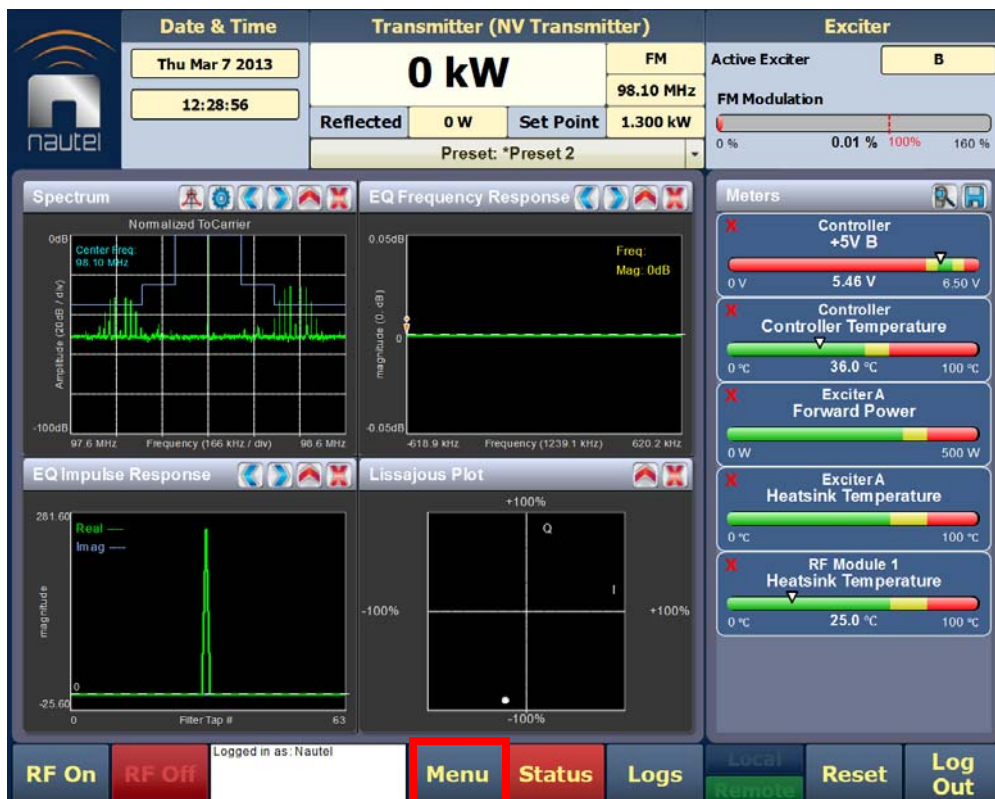 nautel
Date & Time
Thu Mar 7 2013
12:28:56
Transmitter (NV Transmitter)
0 kW
FM
98.10 MHz
Reflected 0 W Set Point 1.300 kW
Preset: *Preset 2
Exciter
Active Exciter B
FM Modulation
0 % 0.01 % 100% 160 %
Spectrum
Normalized ToCarrier
0dB
Center Freq:
98.10 MHz
Amplitude (20 dB / div)
-100dB
97.6 MHz Frequency (166 kHz / div) 98.6 MHz
EQ Frequency Response
0.05dB
Freq:
Mag: 0dB
magnitude (0. dB)
0
-0.05dB
-618.9 kHz Frequency (1239.1 kHz) 620.2 kHz
EQ Impulse Response
281.60
Real ----
Imag ----
magnitude
0
-25.60
0 Filter Tap # 63
Lissajous Plot
+100%
Q
I
-100% +100%
-100%
Meters
X Controller
+5V B
0 V 5.46 V 6.50 V
Controller
Controller Temperature
0 °C 36.0 °C 100 °C
X Exciter A
Forward Power
0 W 500 W
X Exciter A
Heatsink Temperature
0 °C 100 °C
X RF Module 1
Heatsink Temperature
0 °C 25.0 °C 100 °C
RF On
RF Off
Logged in as: Nautel
Menu
Status
Logs
Local
Remote
Reset
Log
Out